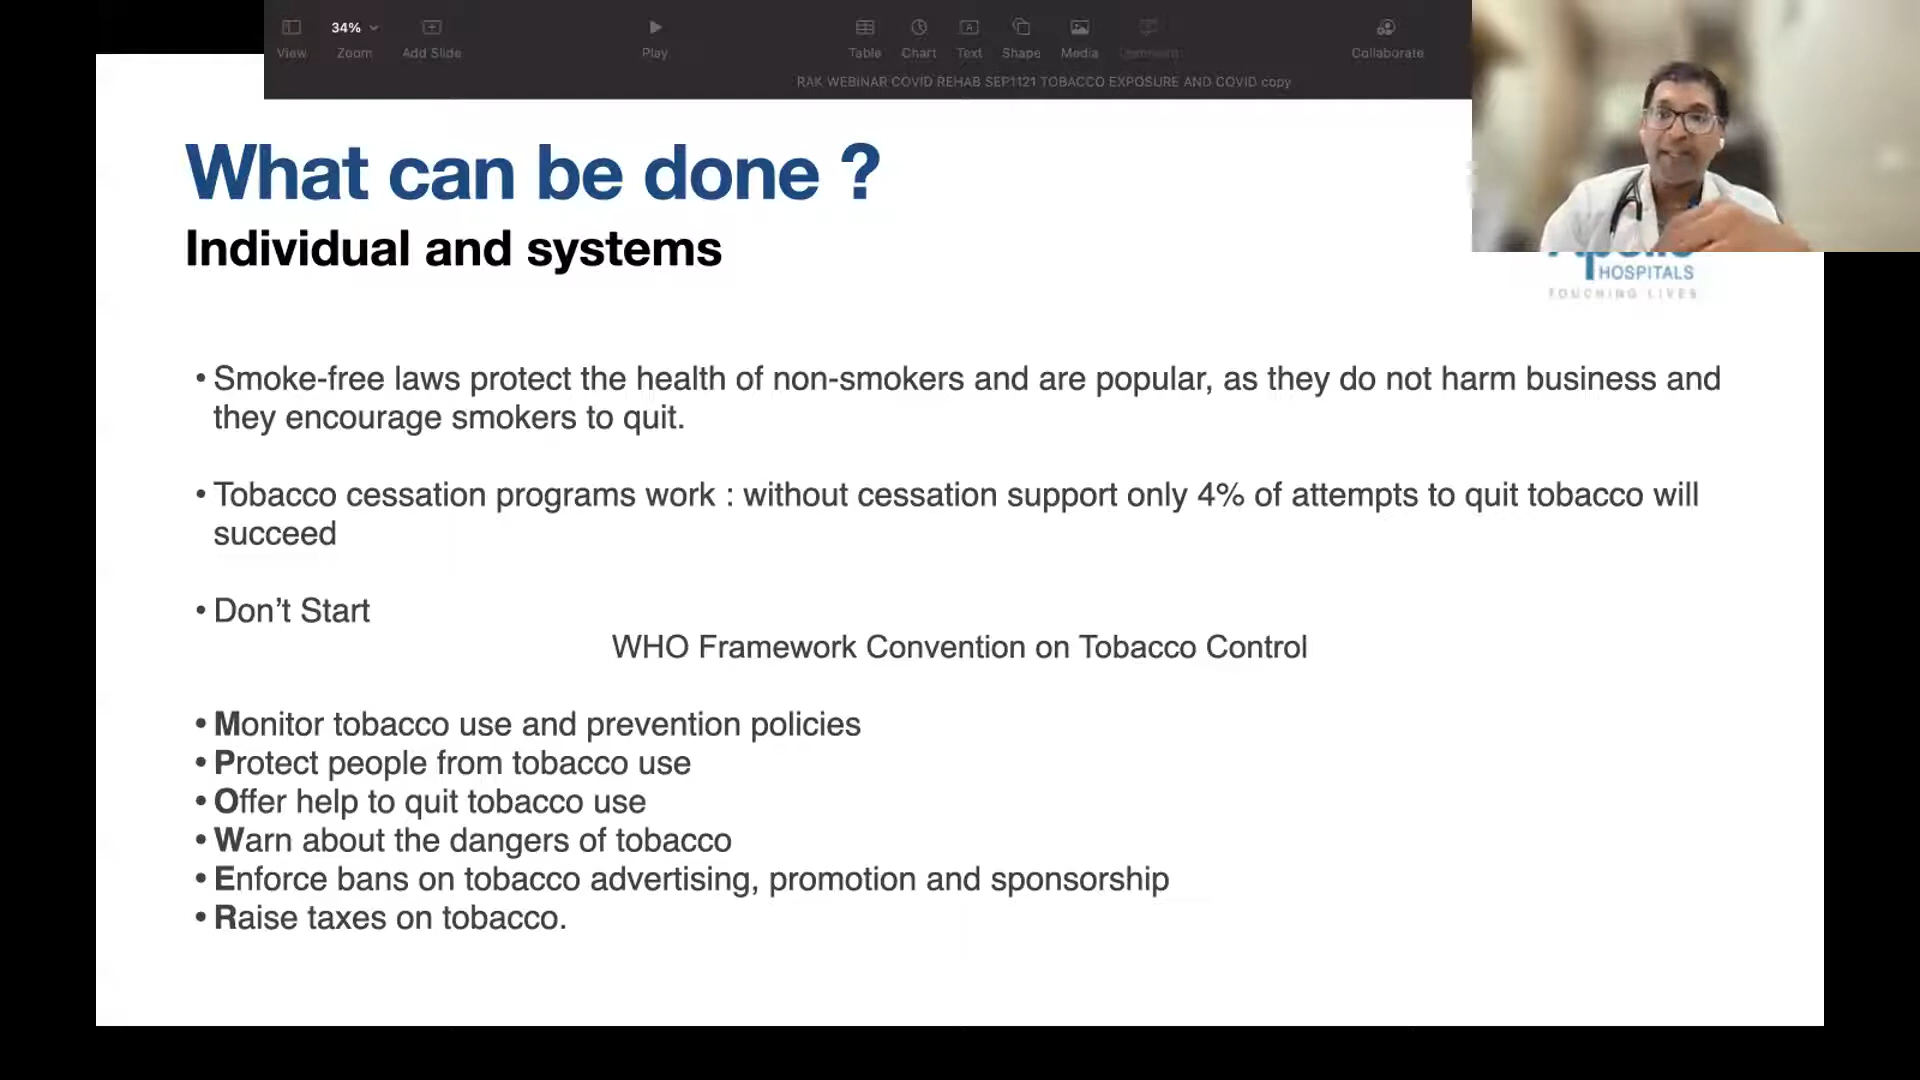 34%
View
Zoom
Add Slide
Play
Table
Chart
Text
Shape
Media
Comment
Collaborate
RAK WEBINAR COVID REHAB SEP1121 TOBACCO EXPOSURE AND COVID copy
What can be done ?
Individual and systems
HOSPITALS
TOUCHING LIVES
• Smoke-free laws protect the health of non-smokers and are popular, as they do not harm business and
they encourage smokers to quit.
• Tobacco cessation programs work : without cessation support only 4% of attempts to quit tobacco will
succeed
• Don’t Start
WHO Framework Convention on Tobacco Control
• Monitor tobacco use and prevention policies
• Protect people from tobacco use
• Offer help to quit tobacco use
• Warn about the dangers of tobacco
• Enforce bans on tobacco advertising, promotion and sponsorship
• Raise taxes on tobacco.